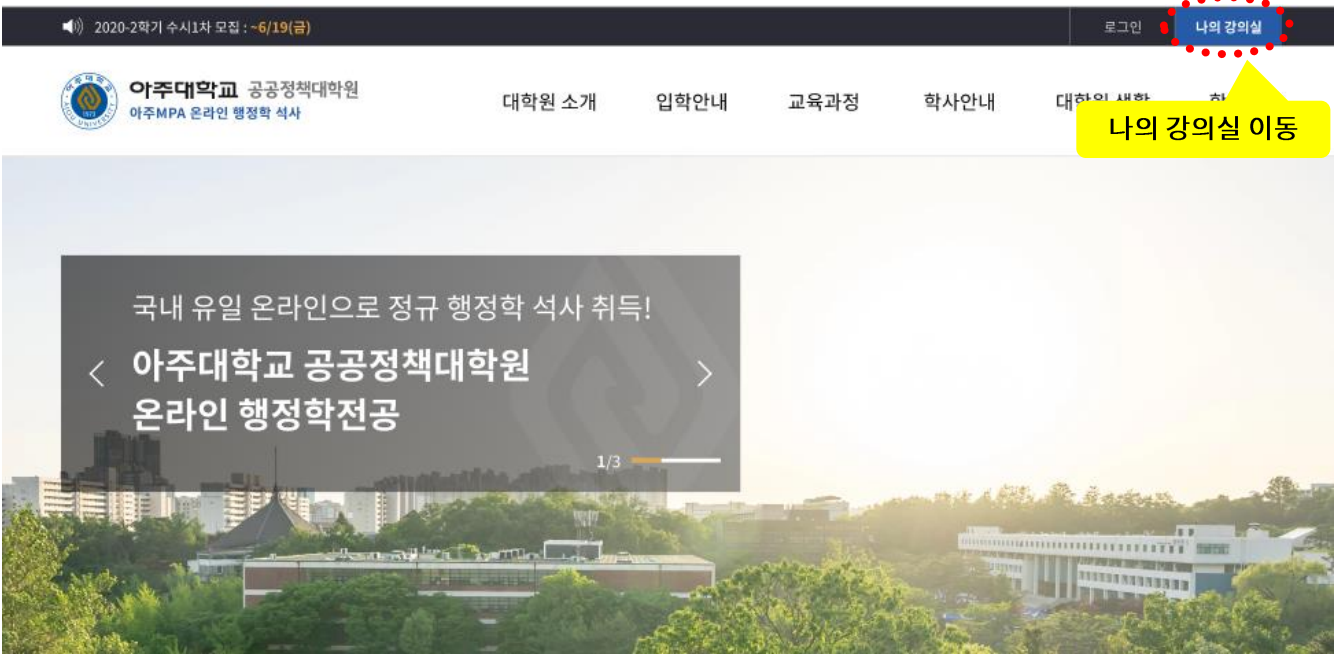 2020-2학기 수시1차 모집 : ~6/19(금)
로그인
나의 강의실
아주대학교 공공정책대학원
아주MPA 온라인 행정학 석사
대학원 소개
입학안내
교육과정
학사안내
나의 강의실 이동
국내 유일 온라인으로 정규 행정학 석사 취득!
아주대학교 공공정책대학원
온라인 행정학전공
1/3